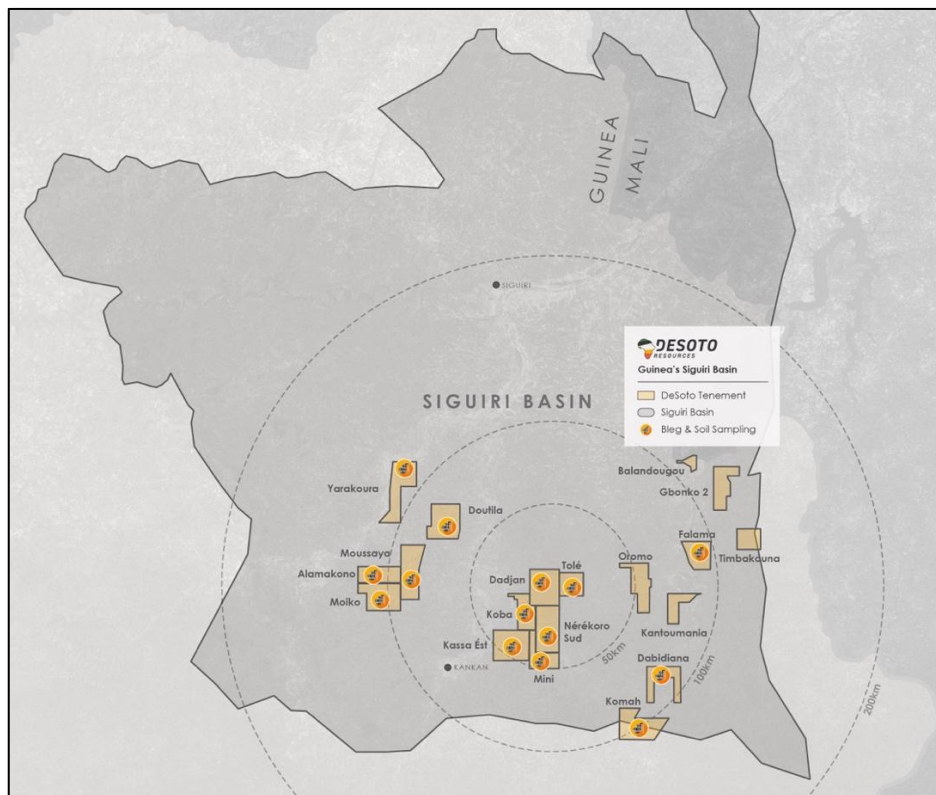 GUINEA
MALI
SIGUIRI
DESOTO
RESOURCES
Guinea's Siguiri Basin
DeSoto Tenement
Siguiri Basin
Bleg & Soil Sampling
SIGUIRI BASIN
Balandougou
Gbonko 2
Yarakoura
Doutila
Falama
Timbakouna
Moussaya
Oromo
Tolé
Alamakono
Dadjan
Moiko
Koba
Kantoumania
Nérékoro
Sud
Kassa Ést
50km
KANKAN
Mini
Dabidiana
100km
Komah
200km